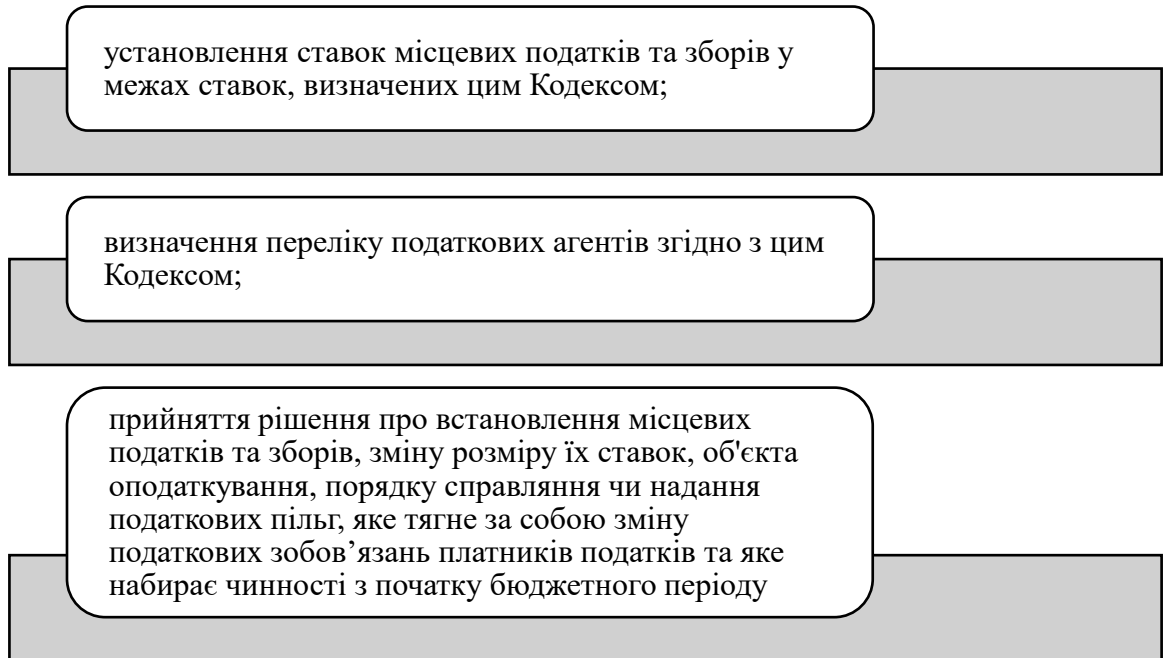 установлення ставок місцевих податків та зборів у
межах ставок, визначених цим Кодексом;
визначення переліку податкових агентів згідно з цим
Кодексом;
прийняття рішення про встановлення місцевих
податків та зборів, зміну розміру їх ставок, об'єкта
оподаткування, порядку справляння чи надання
податкових пільг, яке тягне за собою зміну
податкових зобов’язань платників податків та яке
набирає чинності з початку бюджетного періоду